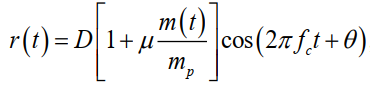 r(t) = D[1 + μ m(t)/m_p] cos(2πf_c t + θ)